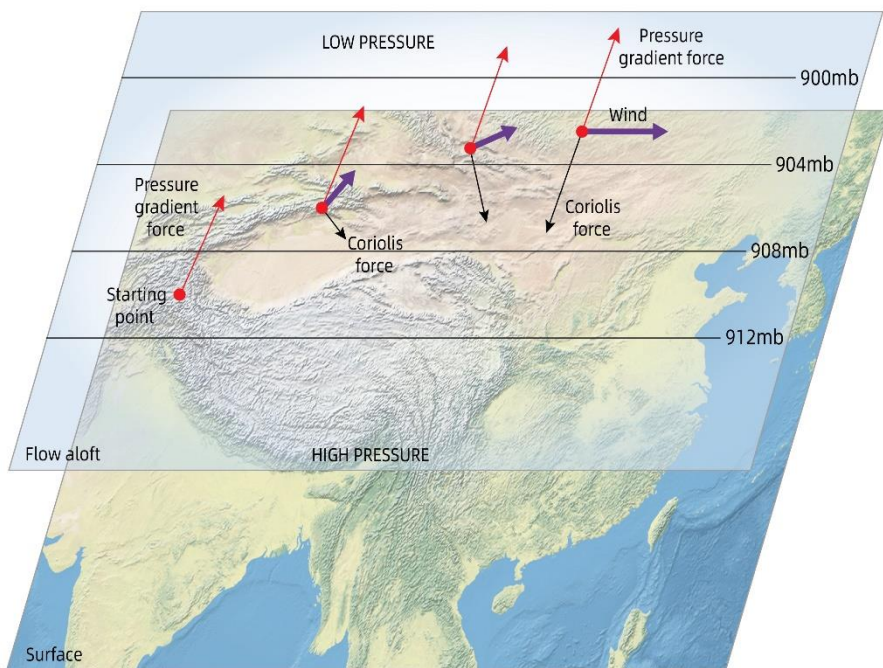 LOW PRESSURE
Pressure
gradient force
900mb
Wind
904mb
Pressure
gradient
force
Coriolis
force
Coriolis
force
908mb
Starting
point
912mb
Flow aloft
HIGH PRESSURE
Surface